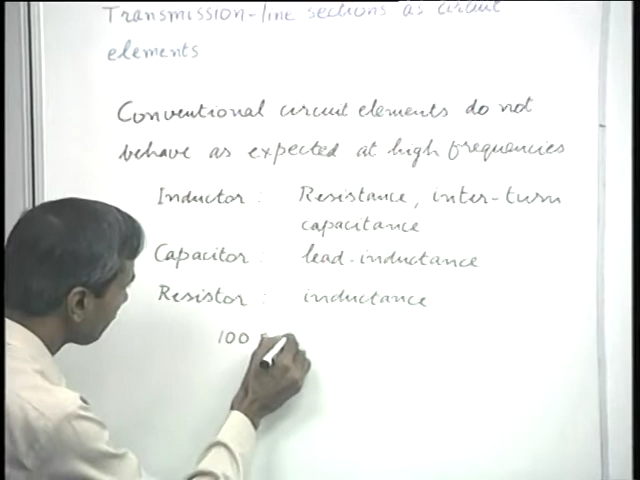 Transmission-line sections as circuit
elements
Conventional circuit elements do not
behave as expected at high frequencies
Inductor : Resistance, inter-turn
capacitance
Capacitor : lead-inductance
Resistor : inductance
100